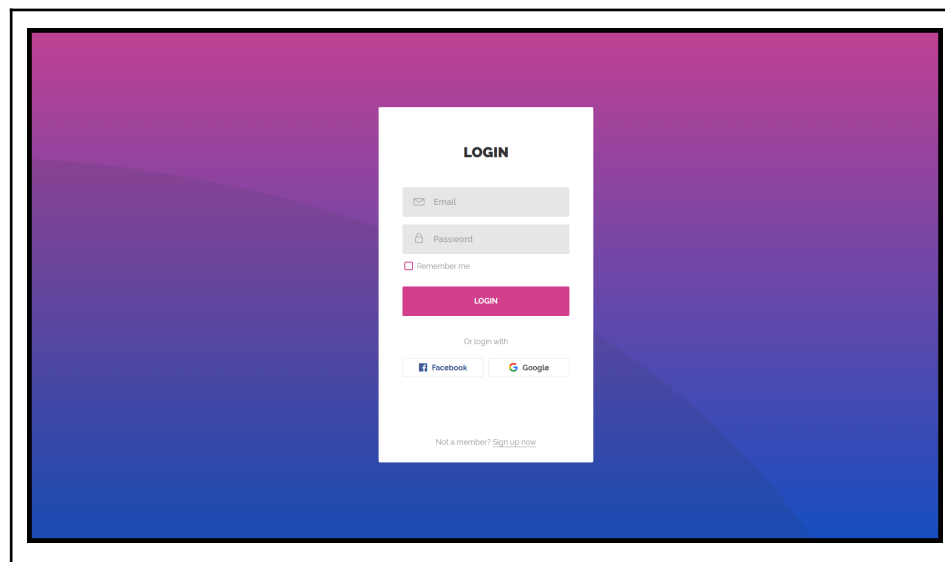 LOGIN
Email
Password
Remember me
LOGIN
Or login with
Facebook Google
Not a member? Sign up now